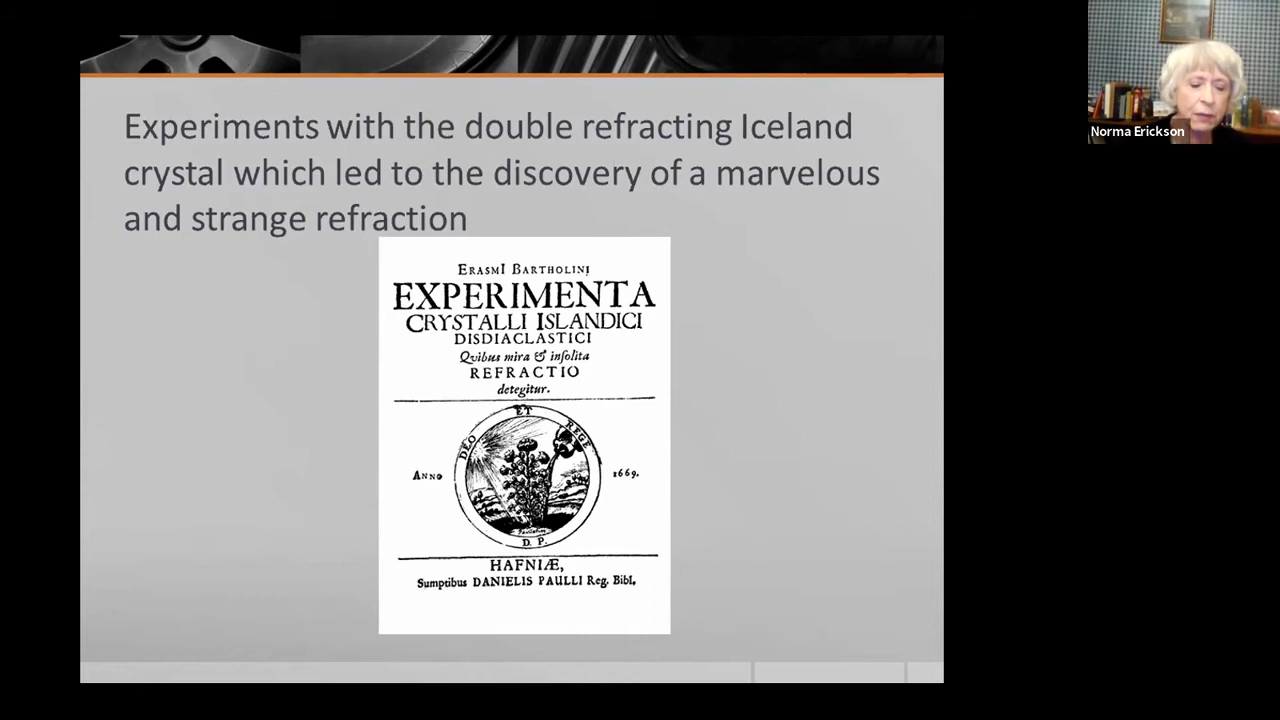 Experiments with the double refracting Iceland
crystal which led to the discovery of a marvelous
and strange refraction
ERASMI BARTHOLINI
EXPERIMENTA
CRYSTALLI ISLANDICI
DISDIACLASTICI
Quibus mira & insolita
REFRACTIO
detegitur.
DEO ET REGE
ANNO 1669.
D. P.
HAFNIÆ,
Sumptibus DANIELIS PAULLI Reg. Bibl.
Norma Erickson